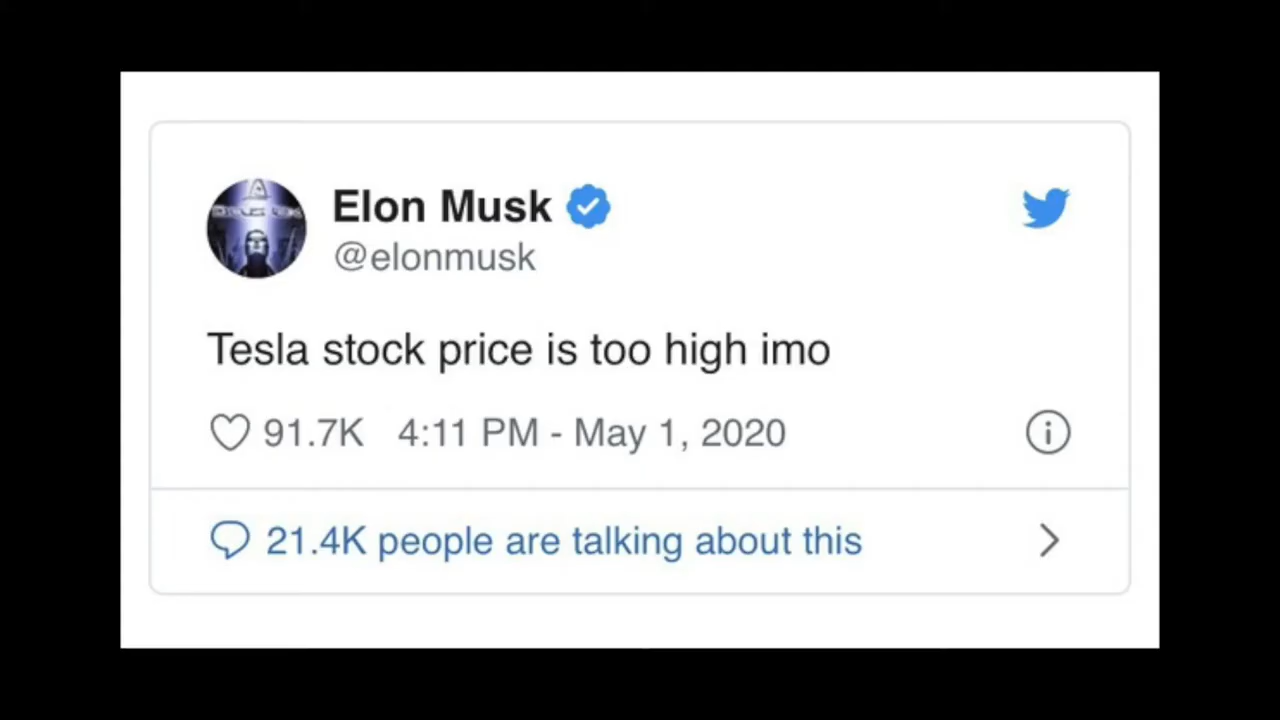 Elon Musk
@elonmusk
Tesla stock price is too high imo
91.7K 4:11 PM - May 1, 2020
21.4K people are talking about this